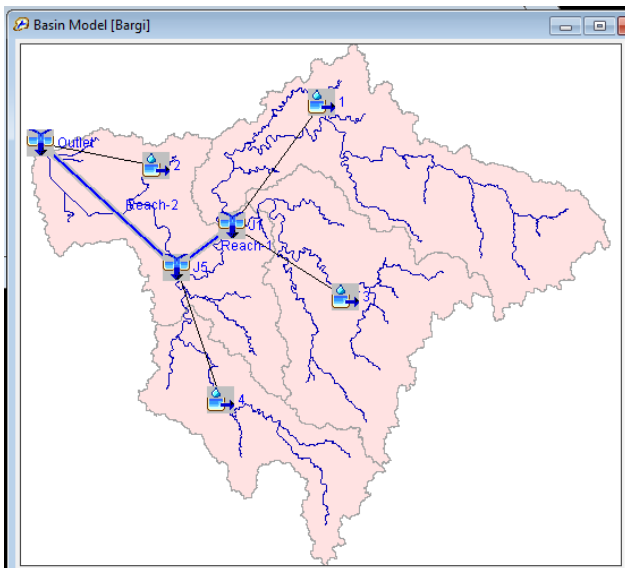 Basin Model [Bargi]
1
Outlet
2
Reach-2
J1
Reach-1
J5
3
4